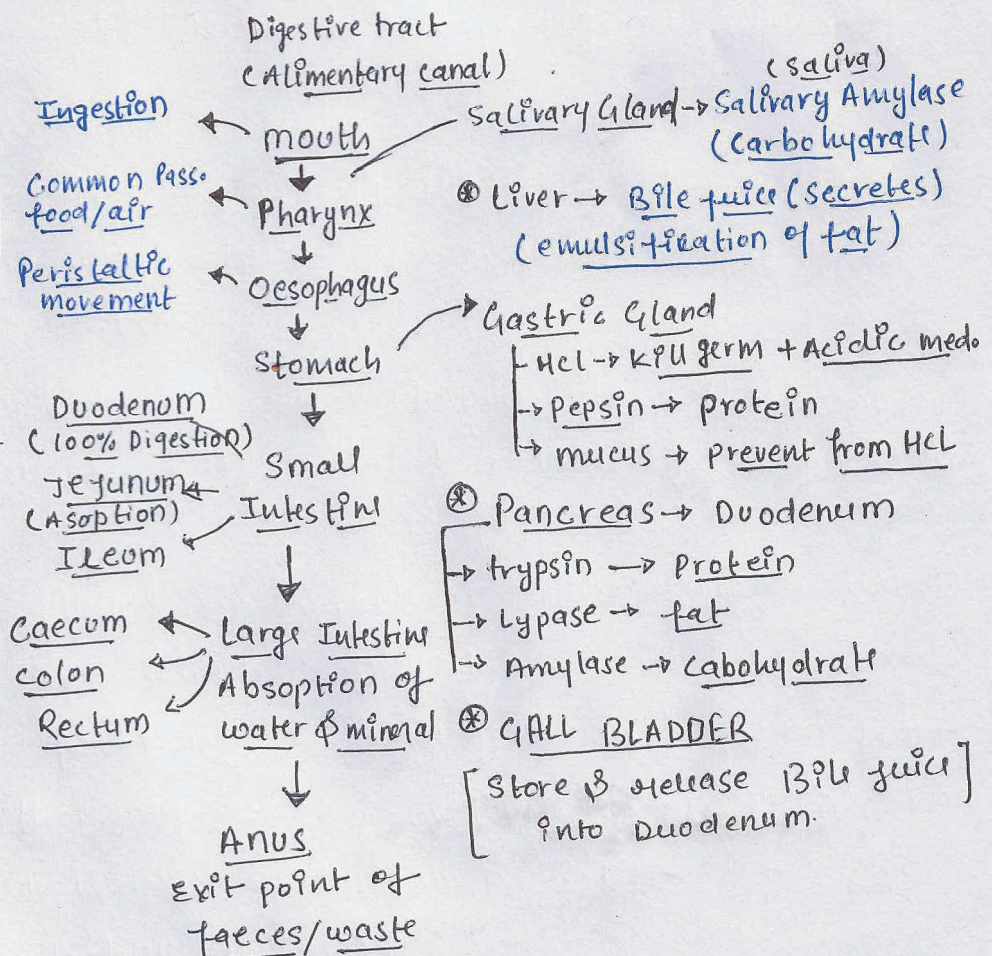 Digestive tract
(Alimentary canal)
Ingestion
mouth
Common Pass.
food/air
Pharynx
Peristaltic
movement
Oesophagus
Stomach
Duodenum
(100% Digestion)
Jejunum
(Asoption)
Ileum
Small
Intestine
Caecum
colon
Rectum
Large Intestine
Absoption of
water & mineral
Anus
Exit point of
faeces/waste
(saliva)
Salivary Gland → Salivary Amylase
(carbohydrate)
* Liver → Bile juice (secretes)
(emulsification of fat)
Gastric Gland
Hcl → Kill germ + Acidic med.
→ Pepsin → protein
→ mucus → prevent from HCL
* Pancreas → Duodenum
→ trypsin → Protein
→ Lypase → fat
→ Amylase → cabohydrate
* GALL BLADDER
[Store & release Bile juice]
into Duodenum.